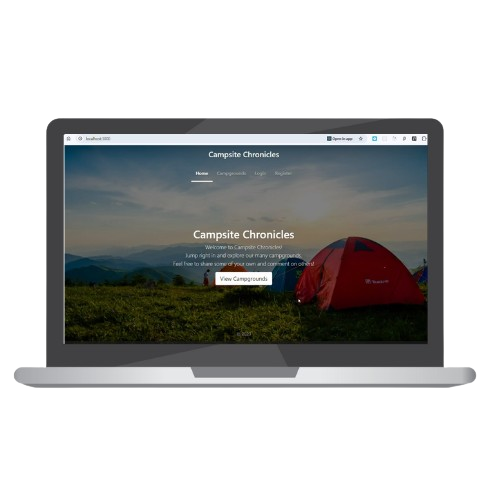 localhost:3000
Open in app
Campsite Chronicles
Home Campgrounds Login Register
Campsite Chronicles
Welcome to Campsite Chronicles!
Jump right in and explore our many campgrounds.
Feel free to share some of your own and comment on others!
View Campgrounds